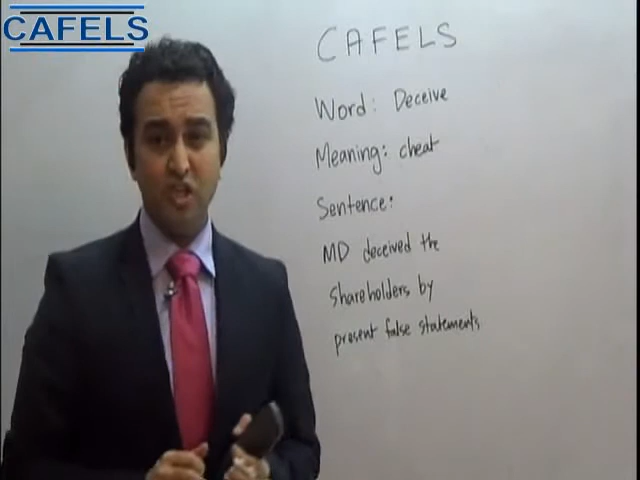 CAFELS
CAFELS
Word: Deceive
Meaning: cheat
Sentence:
MD deceived the
shareholders by
present false statements